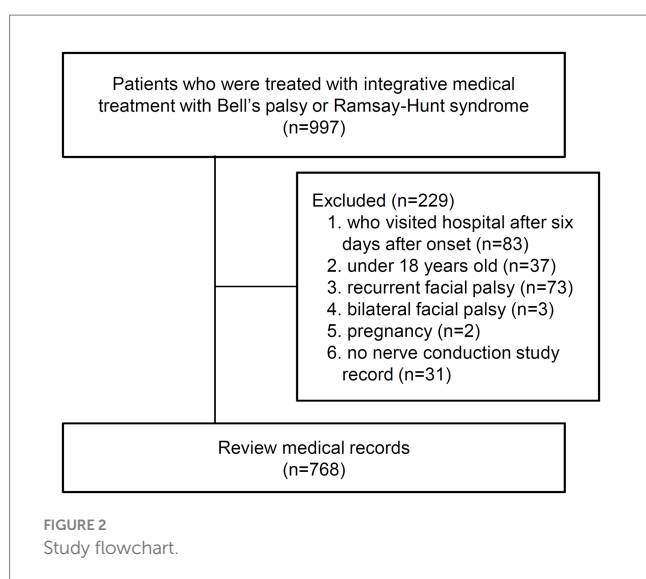 Patients who were treated with integrative medical
treatment with Bell's palsy or Ramsay-Hunt syndrome
(n=997)
Excluded (n=229)
1. who visited hospital after six
days after onset (n=83)
2. under 18 years old (n=37)
3. recurrent facial palsy (n=73)
4. bilateral facial palsy (n=3)
5. pregnancy (n=2)
6. no nerve conduction study
record (n=31)
Review medical records
(n=768)
FIGURE 2
Study flowchart.